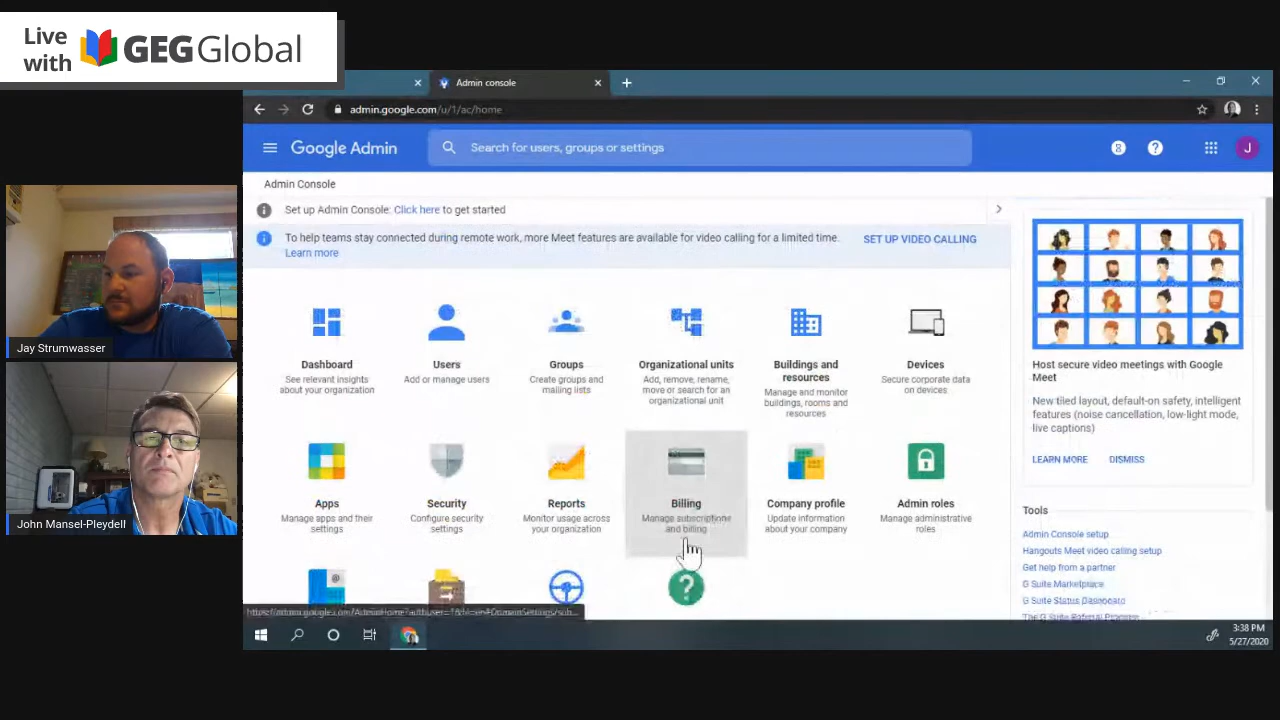 Live
with
GEG Global
Admin console
admin.google.com/u/1/ac/home
Google Admin
Search for users, groups or settings
J
Admin Console
Set up Admin Console: Click here to get started
To help teams stay connected during remote work, more Meet features are available for video calling for a limited time.
Learn more
SET UP VIDEO CALLING
Dashboard
See relevant insights
about your organization
Users
Add or manage users
Groups
Create groups and
mailing lists
Organizational units
Add, remove, rename,
move or search for an
organizational unit
Buildings and
resources
Manage and monitor
buildings, rooms and
resources
Devices
Secure corporate data
on devices
Apps
Manage apps and their
settings
Security
Configure security
settings
Reports
Monitor usage across
your organization
Billing
Manage subscriptions
and billing
Company profile
Update information
about your company
Admin roles
Manage administrative
roles
Host secure video meetings with Google
Meet
New tiled layout, default-on safety, intelligent
features (noise cancellation, low-light mode,
live captions)
LEARN MORE
DISMISS
Tools
Admin Console setup
Hangouts Meet video calling setup
Get help from a partner
G Suite Marketplace
G Suite Status Dashboard
The G Suite Referral Program
Jay Strumwasser
John Mansel-Pleydell
3:38 PM
5/27/2020